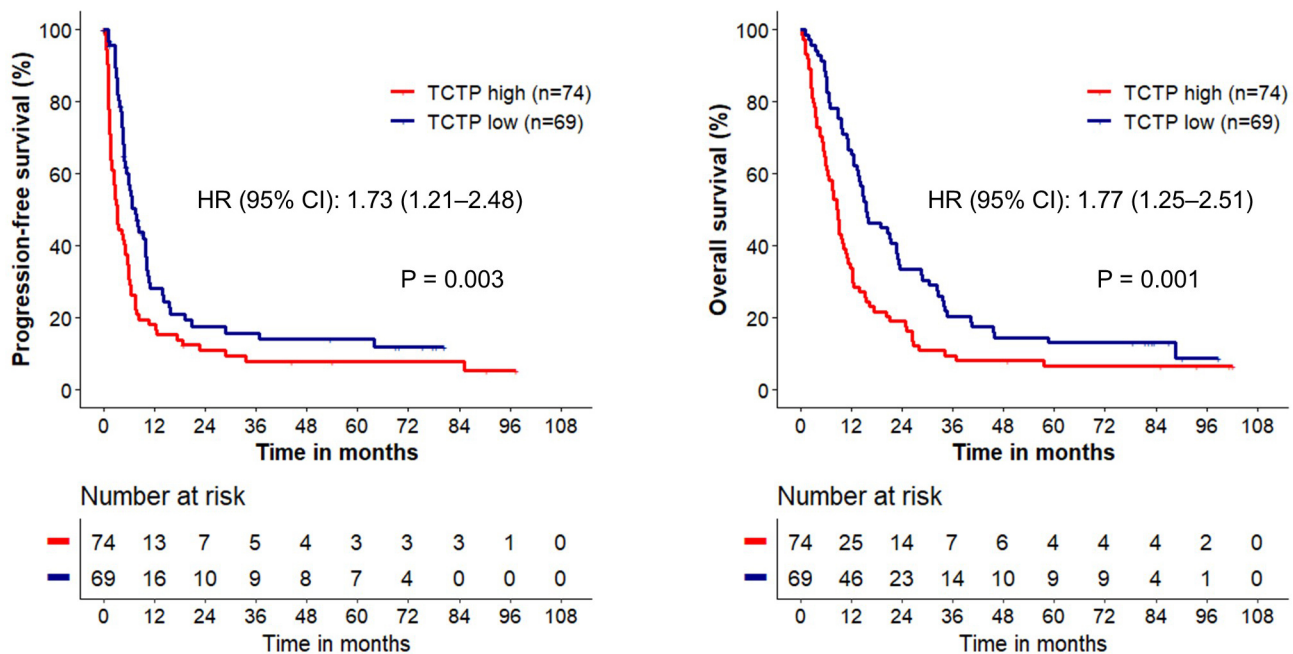 Progression-free survival (%)
100
80
60
40
20
0
TCTP high (n=74)
TCTP low (n=69)
HR (95% CI): 1.73 (1.21–2.48)
P = 0.003
0 12 24 36 48 60 72 84 96 108
Time in months
Number at risk
74 13 7 5 4 3 3 3 1 0
69 16 10 9 8 7 4 0 0 0
0 12 24 36 48 60 72 84 96 108
Time in months
Overall survival (%)
100
80
60
40
20
0
TCTP high (n=74)
TCTP low (n=69)
HR (95% CI): 1.77 (1.25–2.51)
P = 0.001
0 12 24 36 48 60 72 84 96 108
Time in months
Number at risk
74 25 14 7 6 4 4 4 2 0
69 46 23 14 10 9 9 4 1 0
0 12 24 36 48 60 72 84 96 108
Time in months